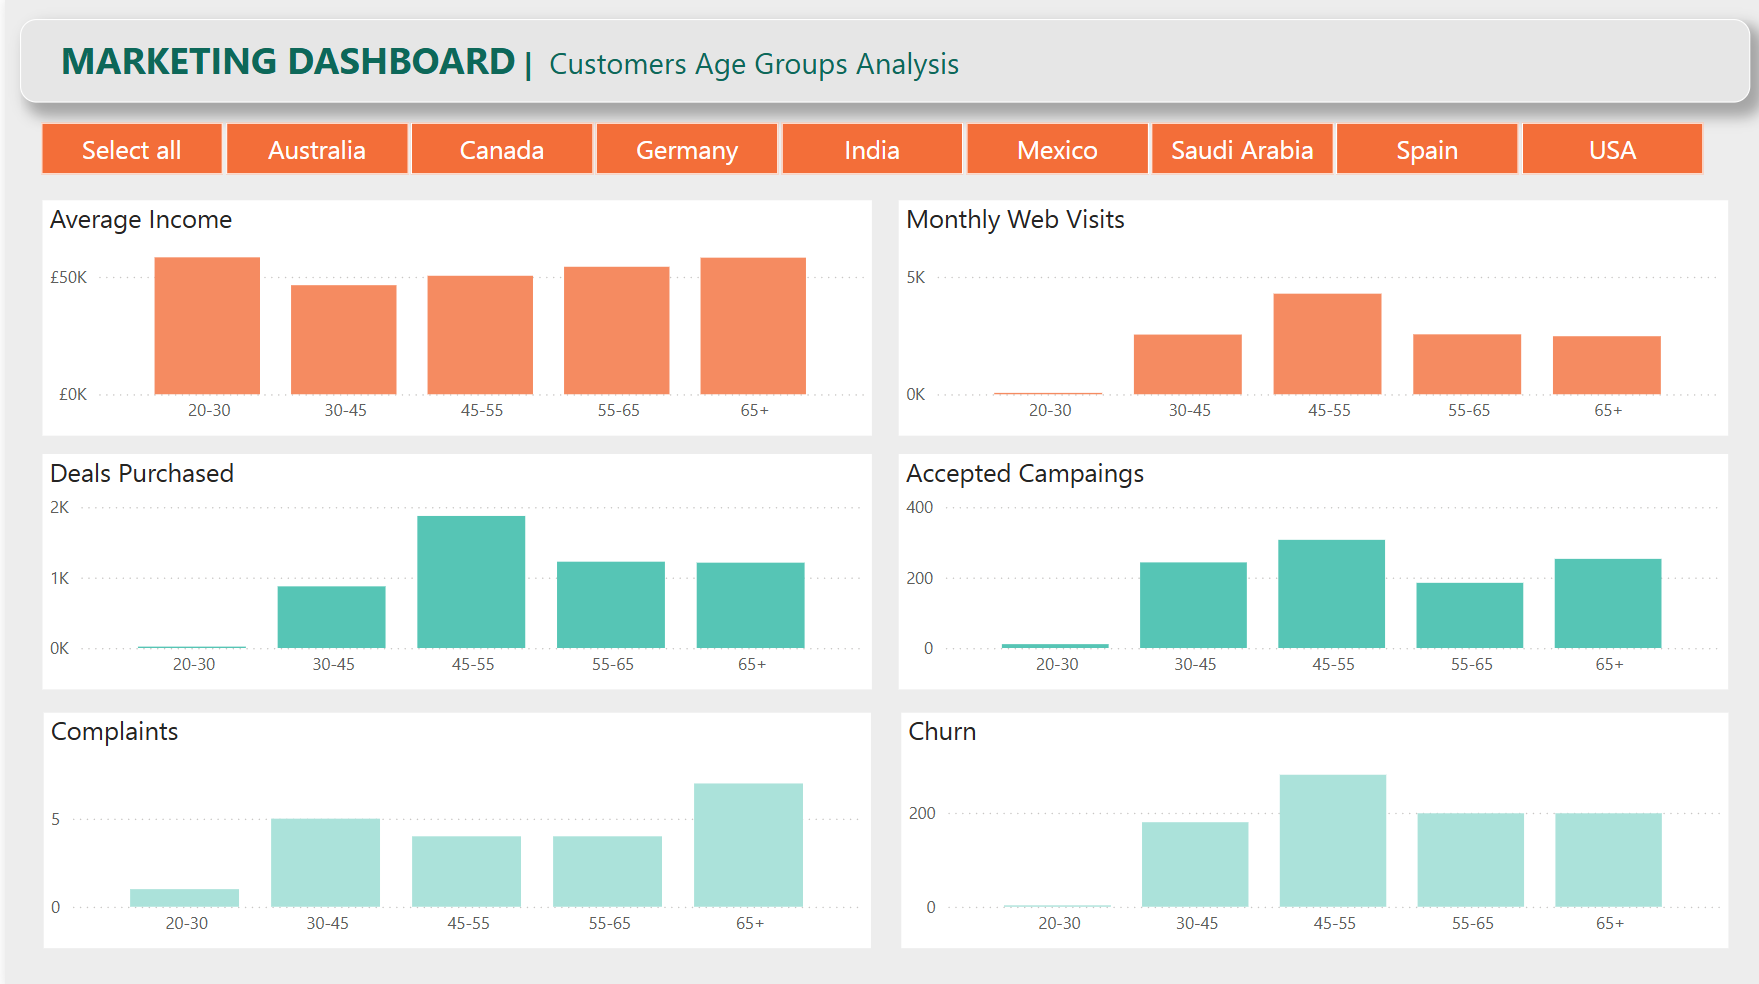 MARKETING DASHBOARD | Customers Age Groups Analysis
Select all Australia Canada Germany India Mexico Saudi Arabia Spain USA
Average Income
£50K
£0K
20-30 30-45 45-55 55-65 65+
Monthly Web Visits
5K
0K
20-30 30-45 45-55 55-65 65+
Deals Purchased
2K
1K
0K
20-30 30-45 45-55 55-65 65+
Accepted Campaings
400
200
0
20-30 30-45 45-55 55-65 65+
Complaints
5
0
20-30 30-45 45-55 55-65 65+
Churn
200
0
20-30 30-45 45-55 55-65 65+